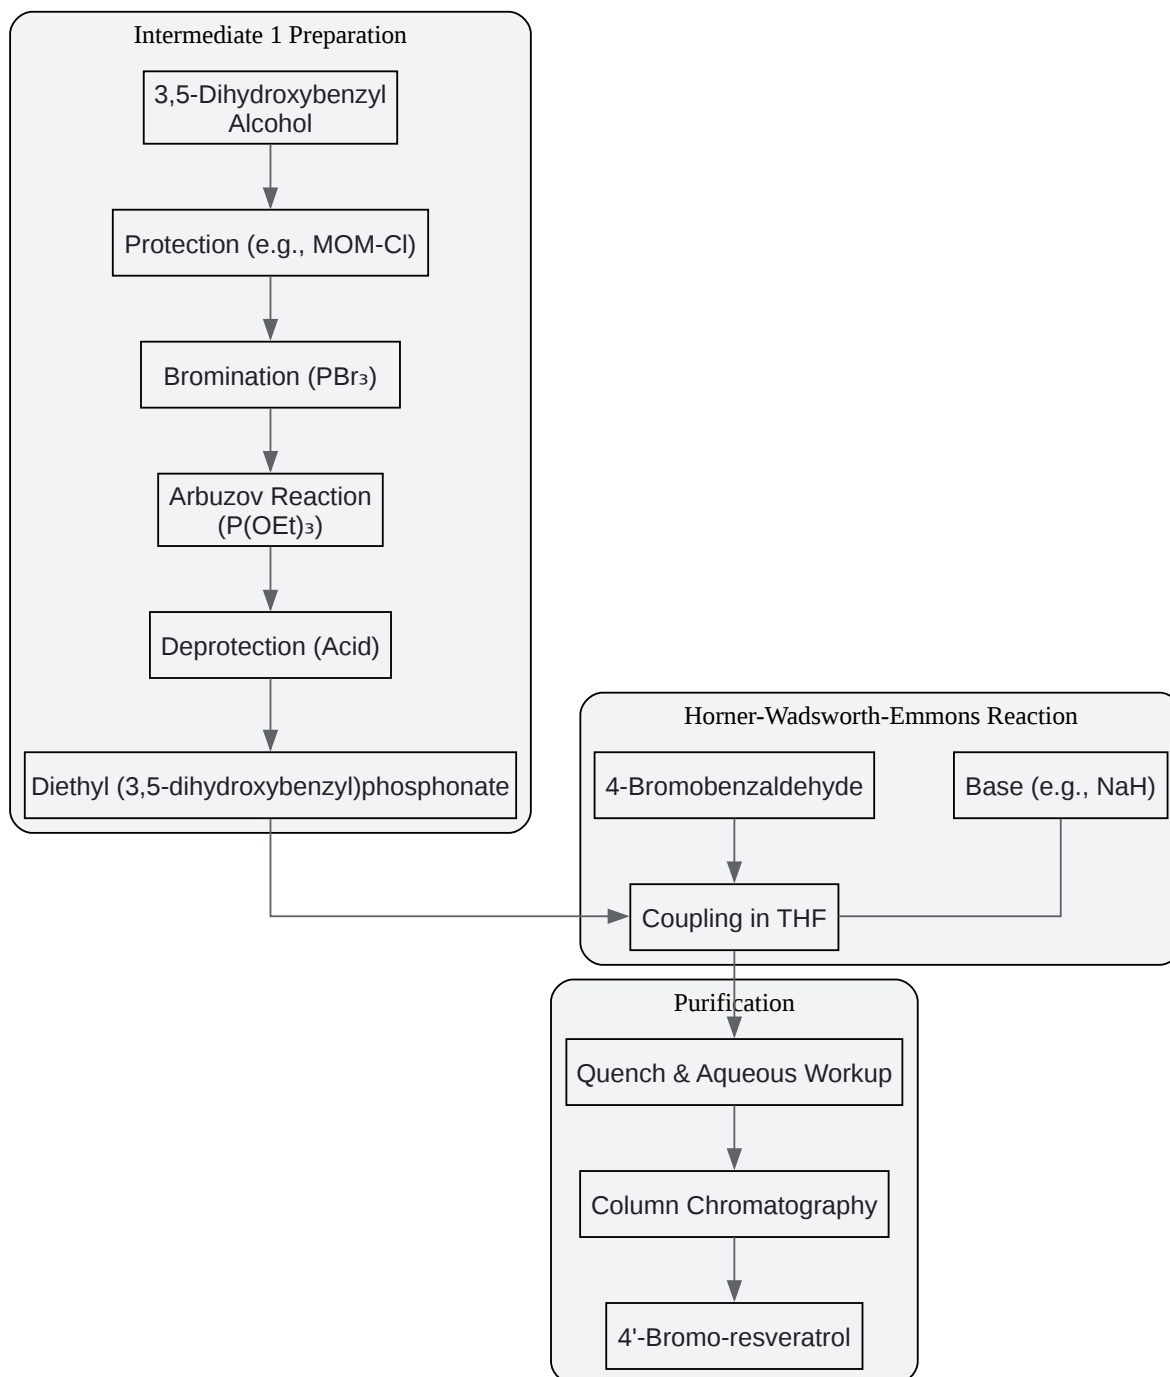 Intermediate 1 Preparation
3,5-Dihydroxybenzyl
Alcohol
Protection (e.g., MOM-Cl)
Bromination (PBr₃)
Arbuzov Reaction
(P(OEt)₃)
Deprotection (Acid)
Diethyl (3,5-dihydroxybenzyl)phosphonate
Horner-Wadsworth-Emmons Reaction
4-Bromobenzaldehyde
Base (e.g., NaH)
Coupling in THF
Purification
Quench & Aqueous Workup
Column Chromatography
4'-Bromo-resveratrol